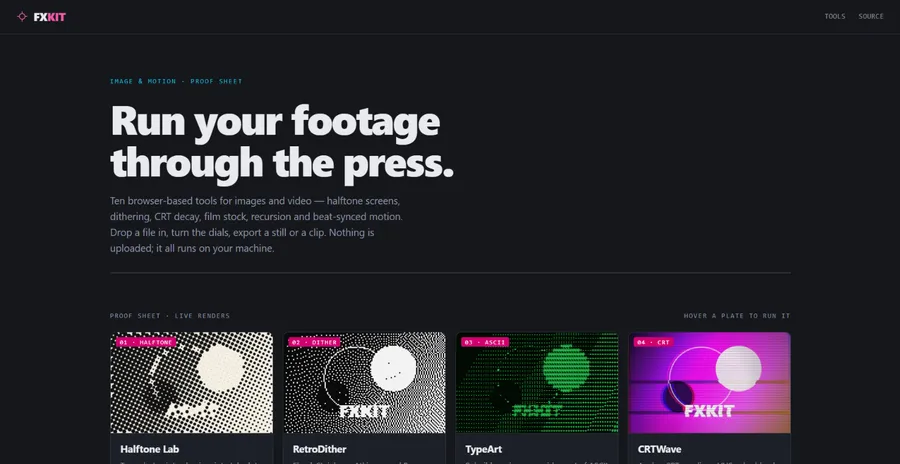 FXKIT
TOOLS SOURCE
IMAGE & MOTION · PROOF SHEET
Run your footage
through the press.
Ten browser-based tools for images and video — halftone screens,
dithering, CRT decay, film stock, recursion and beat-synced motion.
Drop a file in, turn the dials, export a still or a clip. Nothing is
uploaded; it all runs on your machine.
PROOF SHEET · LIVE RENDERS
HOVER A PLATE TO RUN IT
01 · HALFTONE
02 · DITHER
03 · ASCII
04 · CRT
FXKIT
FXKIT
FXKIT
Halftone Lab
RetroDither
TypeArt
CRTWave